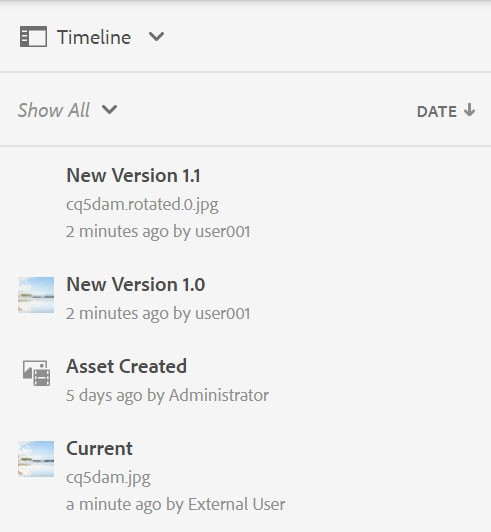 Timeline
Show All
DATE
New Version 1.1
cq5dam.rotated.0.jpg
2 minutes ago by user001
New Version 1.0
2 minutes ago by user001
Asset Created
5 days ago by Administrator
Current
cq5dam.jpg
a minute ago by External User